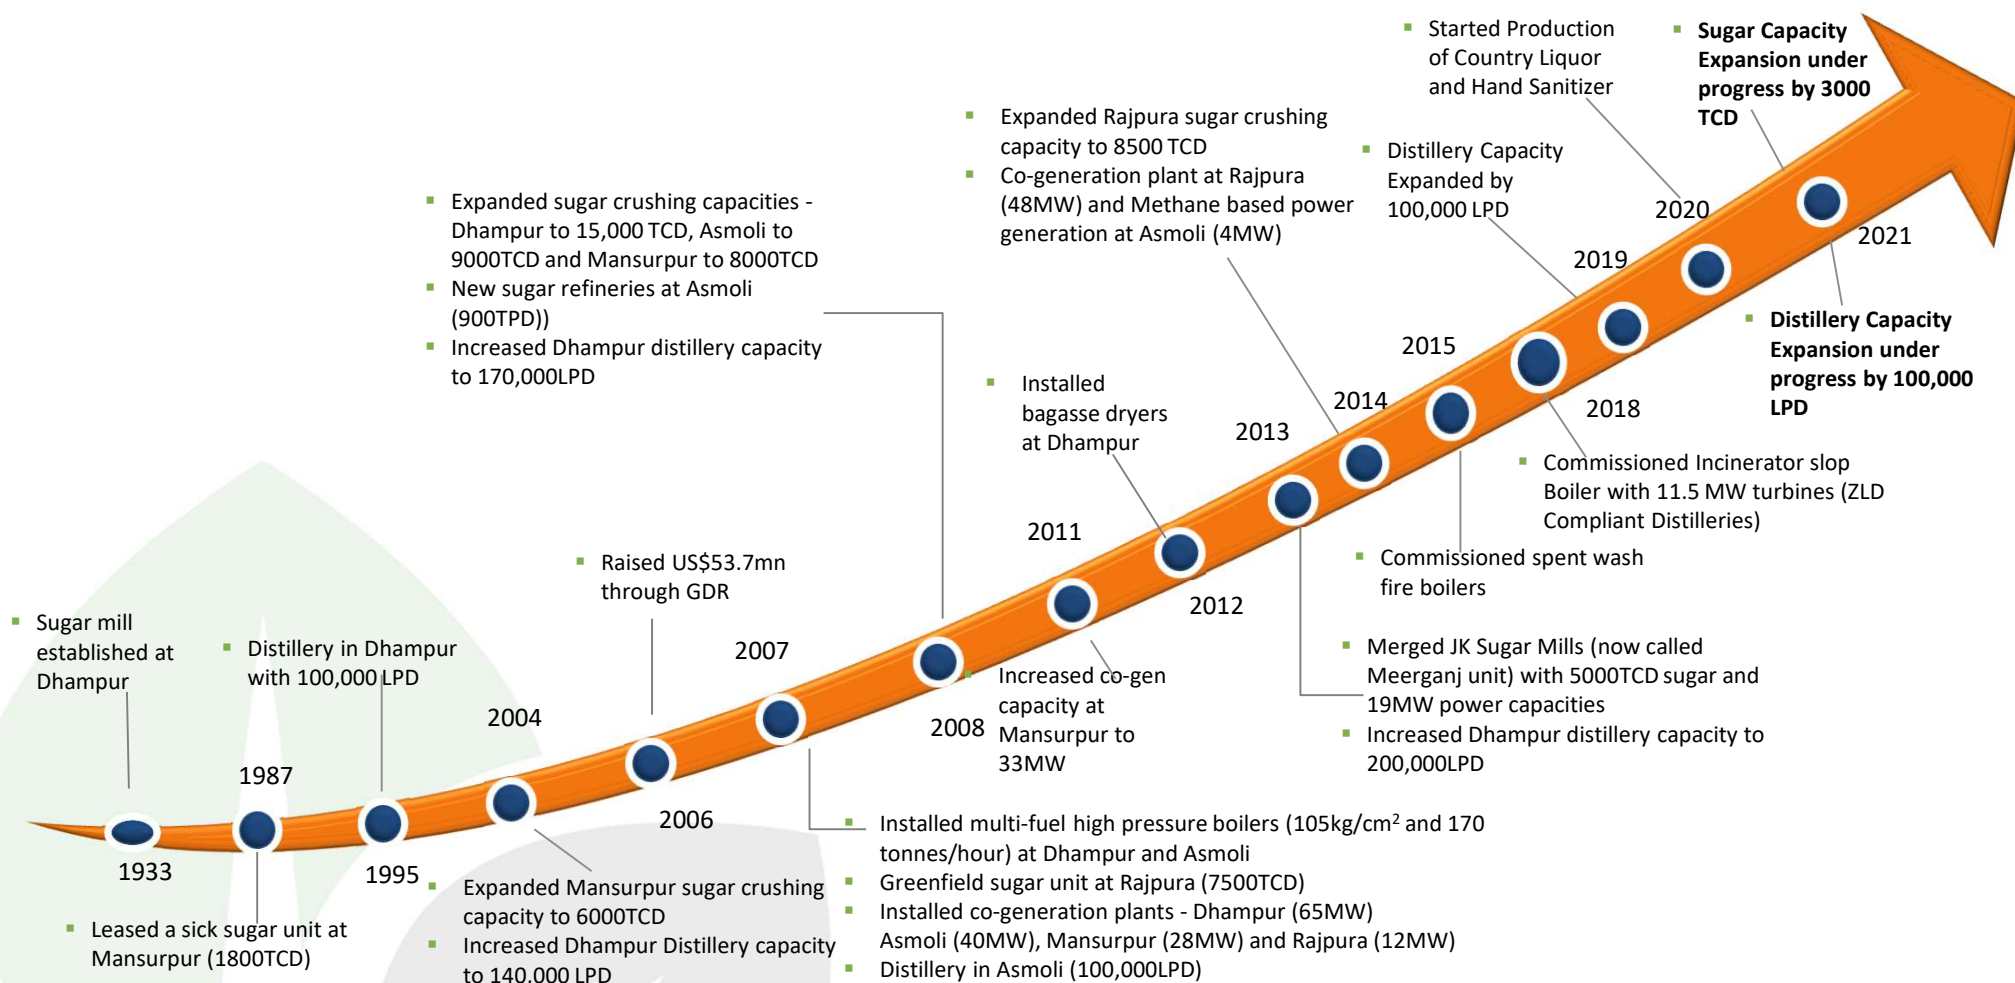 Sugar mill
established at
Dhampur
1933
1987
Leased a sick sugar unit at
Mansurpur (1800TCD)
Distillery in Dhampur
with 100,000 LPD
1995
2004
Expanded Mansurpur sugar crushing
capacity to 6000TCD
Increased Dhampur Distillery capacity
to 140,000 LPD
Raised US$53.7mn
through GDR
2006
2007
Installed multi-fuel high pressure boilers (105kg/cm² and 170
tonnes/hour) at Dhampur and Asmoli
Greenfield sugar unit at Rajpura (7500TCD)
Installed co-generation plants - Dhampur (65MW)
Asmoli (40MW), Mansurpur (28MW) and Rajpura (12MW)
Distillery in Asmoli (100,000LPD)
Expanded sugar crushing capacities -
Dhampur to 15,000 TCD, Asmoli to
9000TCD and Mansurpur to 8000TCD
New sugar refineries at Asmoli
(900TPD))
Increased Dhampur distillery capacity
to 170,000LPD
2008
2011
Increased co-gen
capacity at
Mansurpur to
33MW
Installed
bagasse dryers
at Dhampur
2012
2013
Merged JK Sugar Mills (now called
Meerganj unit) with 5000TCD sugar and
19MW power capacities
Increased Dhampur distillery capacity to
200,000LPD
Expanded Rajpura sugar crushing
capacity to 8500 TCD
Co-generation plant at Rajpura
(48MW) and Methane based power
generation at Asmoli (4MW)
2014
2015
Commissioned spent wash
fire boilers
2018
Commissioned Incinerator slop
Boiler with 11.5 MW turbines (ZLD
Compliant Distilleries)
Distillery Capacity
Expanded by
100,000 LPD
2019
Started Production
of Country Liquor
and Hand Sanitizer
2020
Sugar Capacity
Expansion under
progress by 3000
TCD
2021
Distillery Capacity
Expansion under
progress by 100,000
LPD